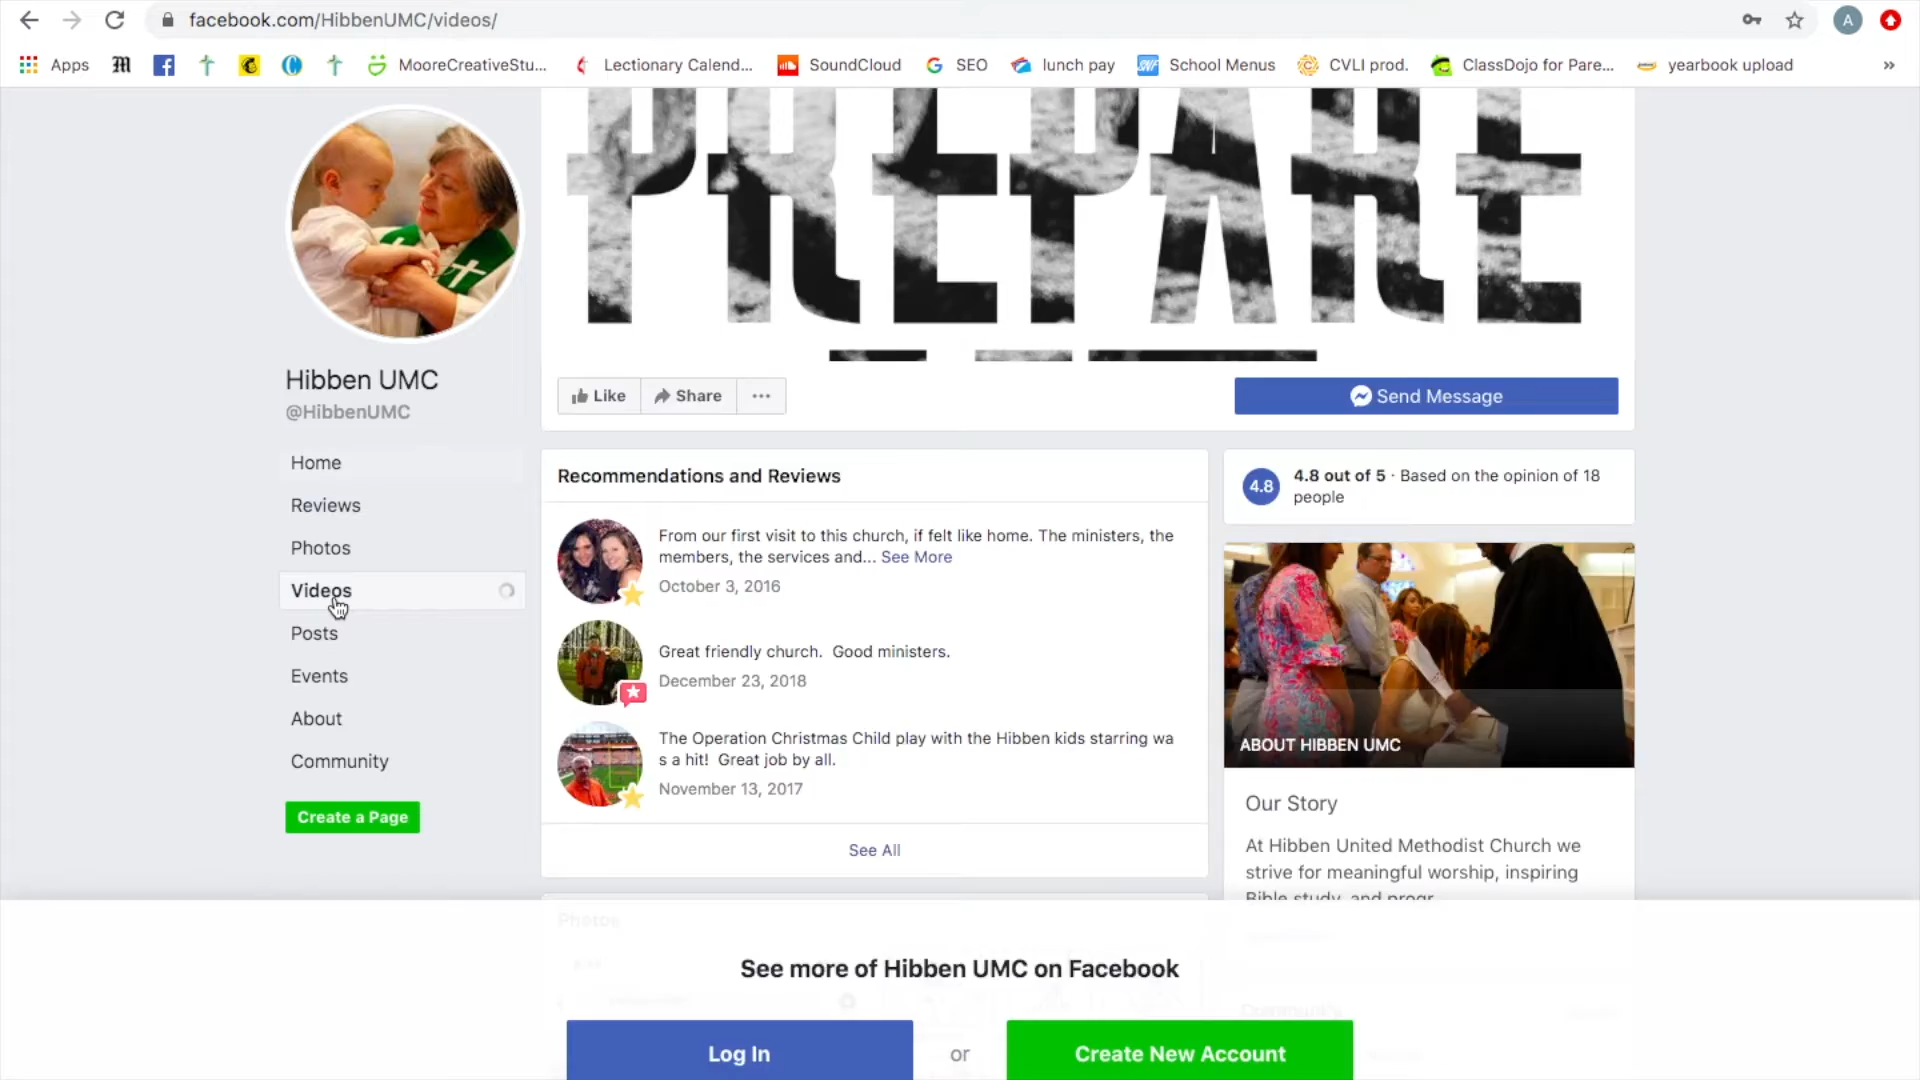 facebook.com/HibbenUMC/videos/
A
Apps
MooreCreativeStu...
Lectionary Calend...
SoundCloud
SEO
lunch pay
School Menus
CVLI prod.
ClassDojo for Pare...
yearbook upload
»
PREPARE
Hibben UMC
@HibbenUMC
Like
Share
...
Send Message
Home
Reviews
Photos
Videos
Posts
Events
About
Community
Create a Page
Recommendations and Reviews
From our first visit to this church, if felt like home. The ministers, the
members, the services and... See More
October 3, 2016
Great friendly church.  Good ministers.
December 23, 2018
The Operation Christmas Child play with the Hibben kids starring wa
s a hit!  Great job by all.
November 13, 2017
See All
4.8
4.8 out of 5 · Based on the opinion of 18
people
ABOUT HIBBEN UMC
Our Story
At Hibben United Methodist Church we
strive for meaningful worship, inspiring
Bible study, and progr
Photos
Community
See more of Hibben UMC on Facebook
Log In
or
Create New Account